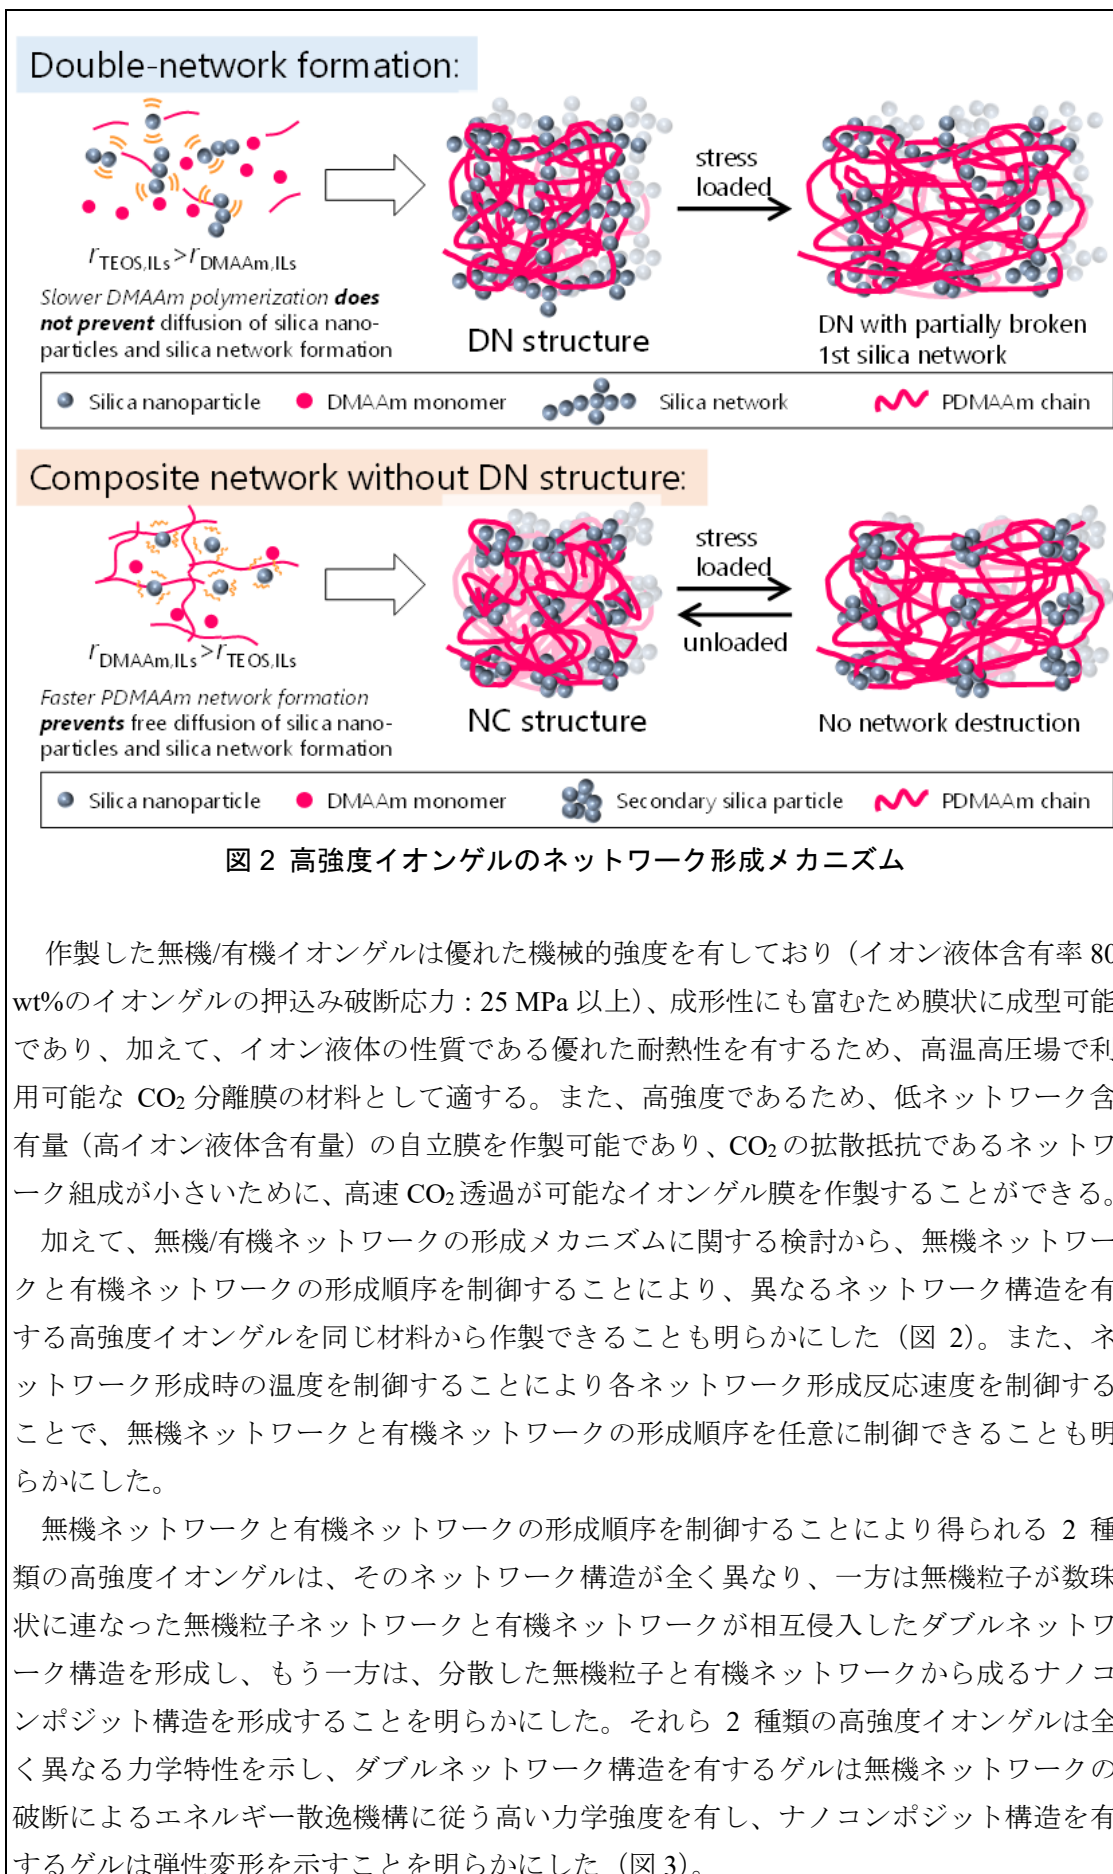 Double-network formation:
r_TEOS,ILs > r_DMAAm,ILs
Slower DMAAm polymerization does
not prevent diffusion of silica nano-
particles and silica network formation
DN structure
stress
loaded
DN with partially broken
1st silica network
Silica nanoparticle DMAAm monomer Silica network PDMAAm chain
Composite network without DN structure:
r_DMAAm,ILs > r_TEOS,ILs
Faster PDMAAm network formation
prevents free diffusion of silica nano-
particles and silica network formation
NC structure
stress
loaded
unloaded
No network destruction
Silica nanoparticle DMAAm monomer Secondary silica particle PDMAAm chain
図 2 高強度イオンゲルのネットワーク形成メカニズム
作製した無機/有機イオンゲルは優れた機械的強度を有しており（イオン液体含有率 80
wt%のイオンゲルの押込み破断応力 : 25 MPa 以上）、成形性にも富むため膜状に成型可能
であり、加えて、イオン液体の性質である優れた耐熱性を有するため、高温高圧場で利
用可能な CO₂ 分離膜の材料として適する。また、高強度であるため、低ネットワーク含
有量（高イオン液体含有量）の自立膜を作製可能であり、CO₂ の拡散抵抗であるネットワ
ーク組成が小さいために、高速 CO₂ 透過が可能なイオンゲル膜を作製することができる。
加えて、無機/有機ネットワークの形成メカニズムに関する検討から、無機ネットワー
クと有機ネットワークの形成順序を制御することにより、異なるネットワーク構造を有
する高強度イオンゲルを同じ材料から作製できることも明らかにした（図 2）。また、ネ
ットワーク形成時の温度を制御することにより各ネットワーク形成反応速度を制御する
ことで、無機ネットワークと有機ネットワークの形成順序を任意に制御できることも明
らかにした。
無機ネットワークと有機ネットワークの形成順序を制御することにより得られる 2 種
類の高強度イオンゲルは、そのネットワーク構造が全く異なり、一方は無機粒子が数珠
状に連なった無機粒子ネットワークと有機ネットワークが相互侵入したダブルネットワ
ーク構造を形成し、もう一方は、分散した無機粒子と有機ネットワークから成るナノコ
ンポジット構造を形成することを明らかにした。それら 2 種類の高強度イオンゲルは全
く異なる力学特性を示し、ダブルネットワーク構造を有するゲルは無機ネットワークの
破断によるエネルギー散逸機構に従う高い力学強度を有し、ナノコンポジット構造を有
するゲルは弾性変形を示すことを明らかにした（図 3）。